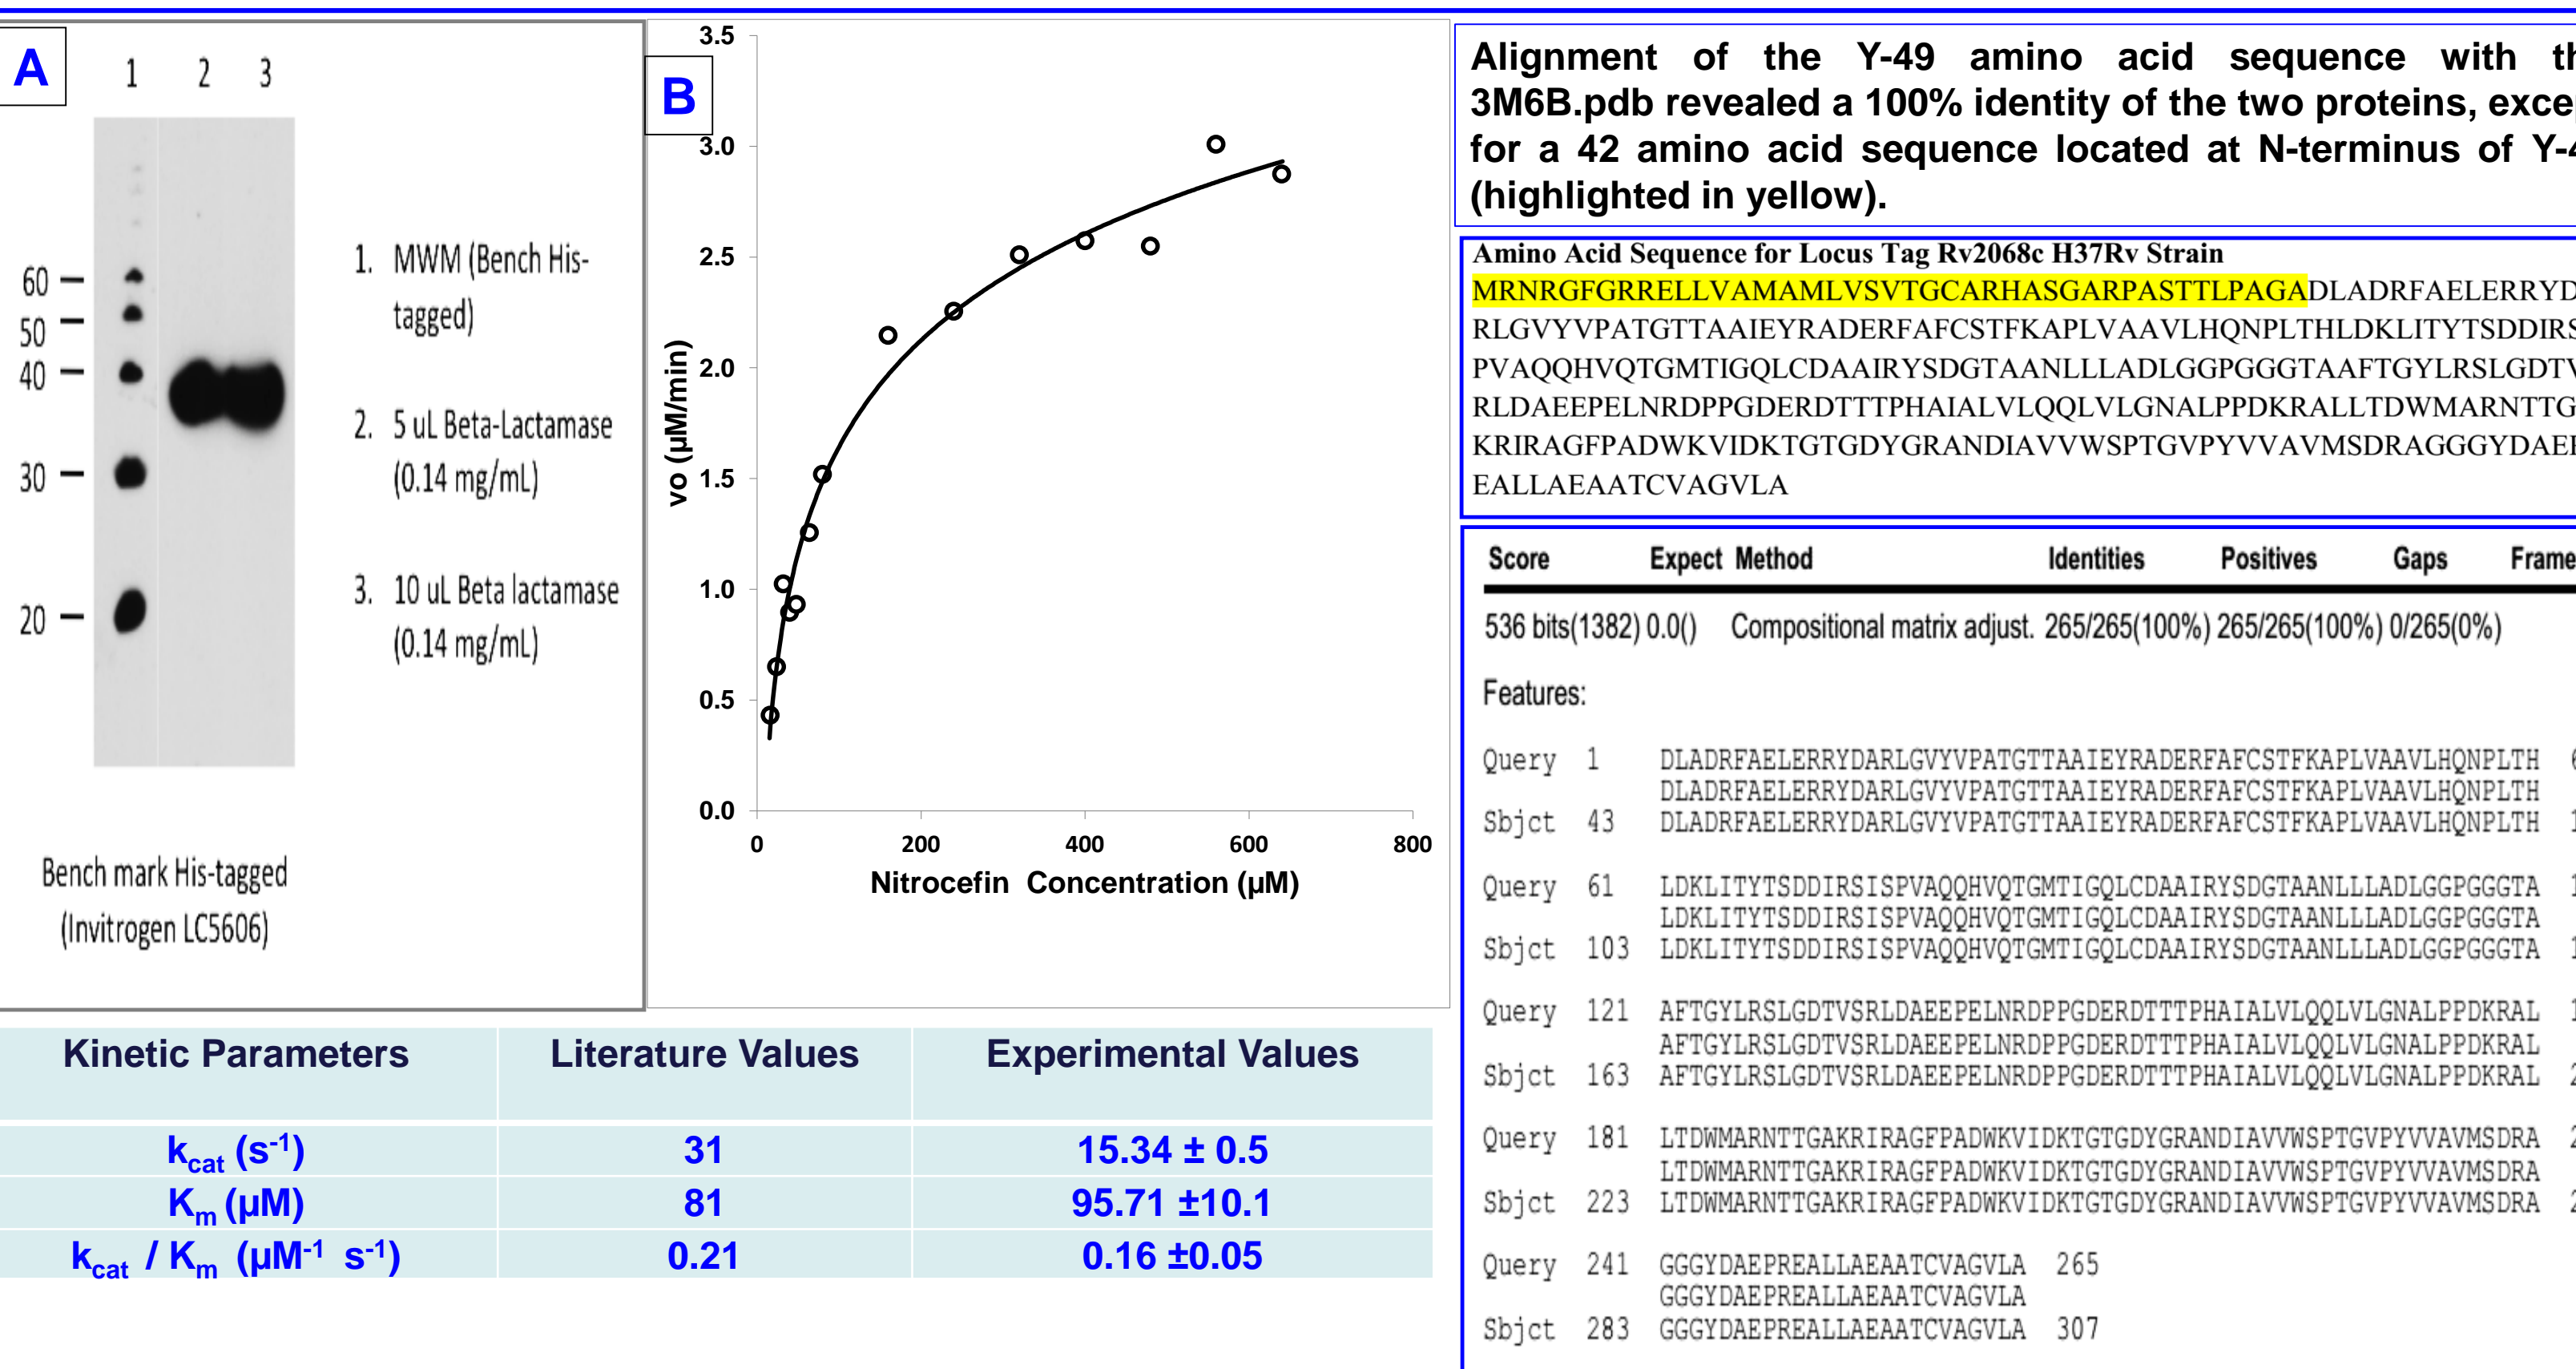 A
1 2 3
60
50
40
30
20
1. MWM (Bench His-
tagged)
2. 5 uL Beta-Lactamase
(0.14 mg/mL)
3. 10 uL Beta lactamase
(0.14 mg/mL)
Bench mark His-tagged
(Invitrogen LC5606)
B
3.5
3.0
2.5
2.0
1.5
1.0
0.5
0.0
vo (µM/min)
0 200 400 600 800
Nitrocefin Concentration (µM)
Kinetic Parameters Literature Values Experimental Values
kcat (s-1) 31 15.34 ± 0.5
Km (µM) 81 95.71 ±10.1
kcat / Km (µM-1 s-1) 0.21 0.16 ±0.05
Alignment of the Y-49 amino acid sequence with
3M6B.pdb revealed a 100% identity of the two proteins,
for a 42 amino acid sequence located at N-terminus of
(highlighted in yellow).
Amino Acid Sequence for Locus Tag Rv2068c H37Rv Strain
MRNRGFGRRELLVAMAMLVSVTGCARHASGARPASTTLPAGADLADRFAELERRYD
RLGVYVPATGTTAAIEYRADERFAFCSTFKAPLVAAVLHQNPLTHLDKLITYTSDDIRS
PVAQQHVQTGMTIGQLCDAAIRYSDGTAANLLLADLGGPGGGTAAFTGYLRSLGDTV
RLDAEEPELNRDPPGDERDTTTPHAIALVLQQLVLGNALPPDKRALLTDWMARNTTG
KRIRAGFPADWKVIDKTGTGDYGRANDIAVVWSPTGVPYVVAVMSDRAGGGYDAE
EALLAEAATCVAGVLA
Score Expect Method Identities Positives Gaps Frame
536 bits(1382) 0.0() Compositional matrix adjust. 265/265(100%) 265/265(100%) 0/265(0%)
Features:
Query 1 DLADRFAELERRYDARLGVYVPATGTTAAIEYRADERFAFCSTFKAPLVAAVLHQNPLTH
DLADRFAELERRYDARLGVYVPATGTTAAIEYRADERFAFCSTFKAPLVAAVLHQNPLTH
Sbjct 43 DLADRFAELERRYDARLGVYVPATGTTAAIEYRADERFAFCSTFKAPLVAAVLHQNPLTH
Query 61 LDKLITYTSDDIRSISPVAQQHVQTGMTIGQLCDAAIRYSDGTAANLLLADLGGPGGGTA
LDKLITYTSDDIRSISPVAQQHVQTGMTIGQLCDAAIRYSDGTAANLLLADLGGPGGGTA
Sbjct 103 LDKLITYTSDDIRSISPVAQQHVQTGMTIGQLCDAAIRYSDGTAANLLLADLGGPGGGTA
Query 121 AFTGYLRSLGDTVSRLDAEEPELNRDPPGDERDTTTPHAIALVLQQLVLGNALPPDKRAL
AFTGYLRSLGDTVSRLDAEEPELNRDPPGDERDTTTPHAIALVLQQLVLGNALPPDKRAL
Sbjct 163 AFTGYLRSLGDTVSRLDAEEPELNRDPPGDERDTTTPHAIALVLQQLVLGNALPPDKRAL
Query 181 LTDWMARNTTGAKRIRAGFPADWKVIDKTGTGDYGRANDIAVVWSPTGVPYVVAVMSDRA
LTDWMARNTTGAKRIRAGFPADWKVIDKTGTGDYGRANDIAVVWSPTGVPYVVAVMSDRA
Sbjct 223 LTDWMARNTTGAKRIRAGFPADWKVIDKTGTGDYGRANDIAVVWSPTGVPYVVAVMSDRA
Query 241 GGGYDAEPREALLAEAATCVAGVLA 265
GGGYDAEPREALLAEAATCVAGVLA
Sbjct 283 GGGYDAEPREALLAEAATCVAGVLA 307